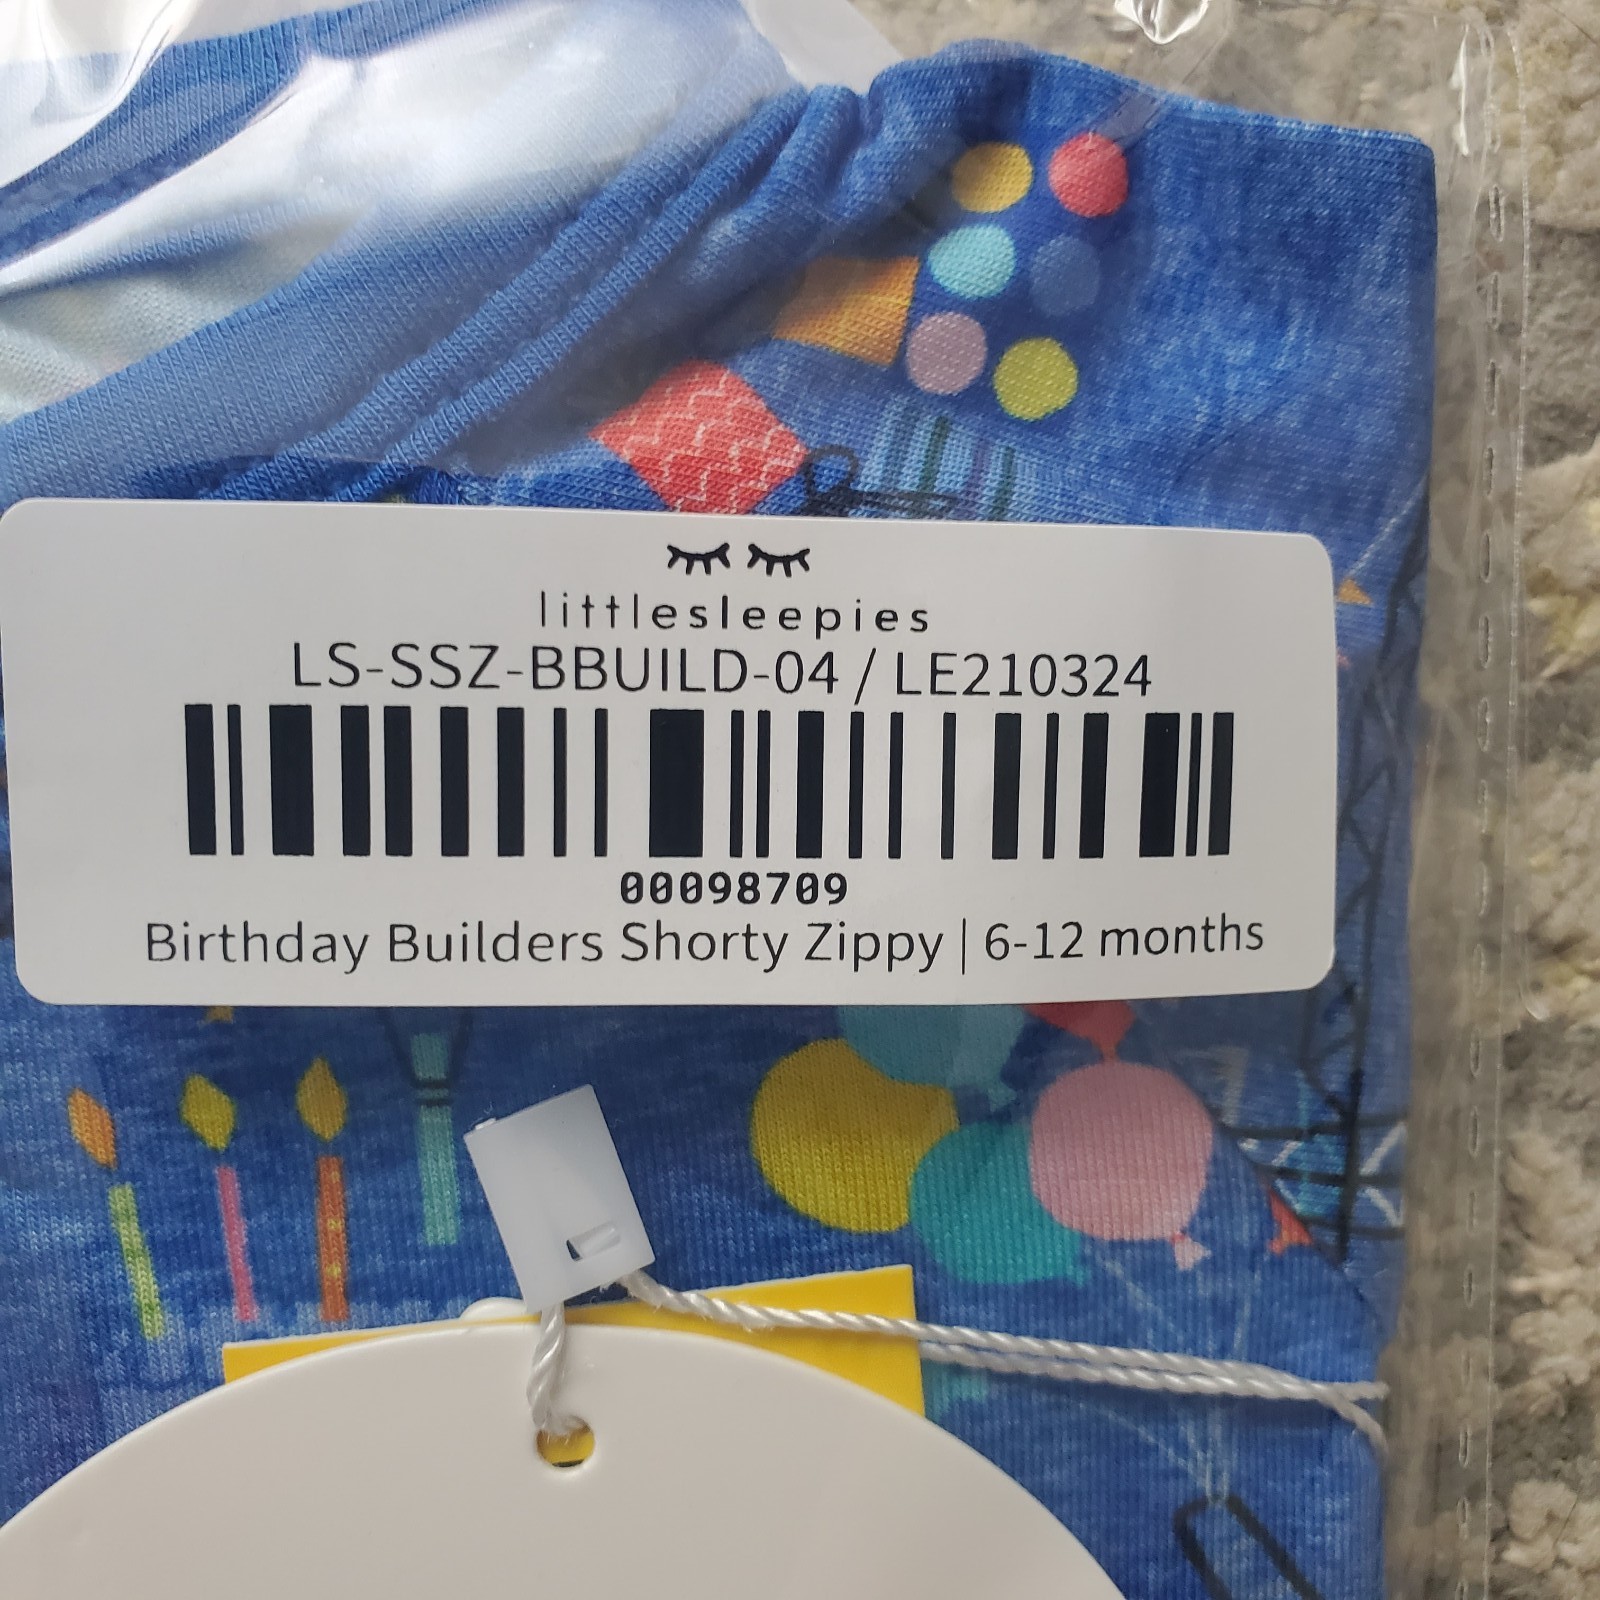 littlesleepies
LS-SSZ-BBUILD-04 / LE210324
00098709
Birthday Builders Shorty Zippy | 6-12 months